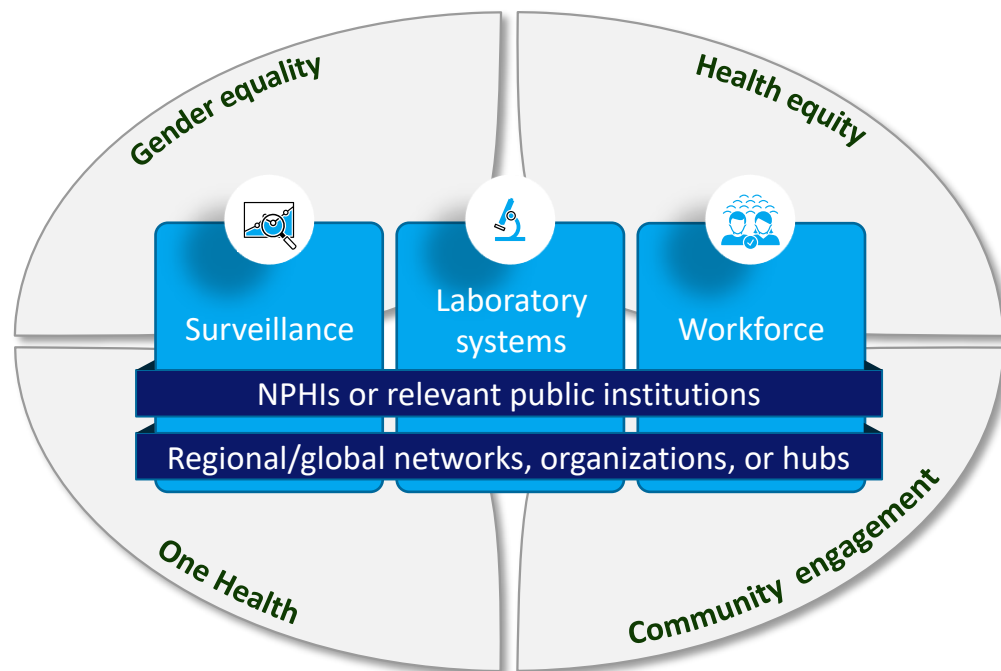 Gender equality
Health equity
Surveillance
Laboratory
systems
Workforce
NPHIs or relevant public institutions
Regional/global networks, organizations, or hubs
One Health
Community engagement